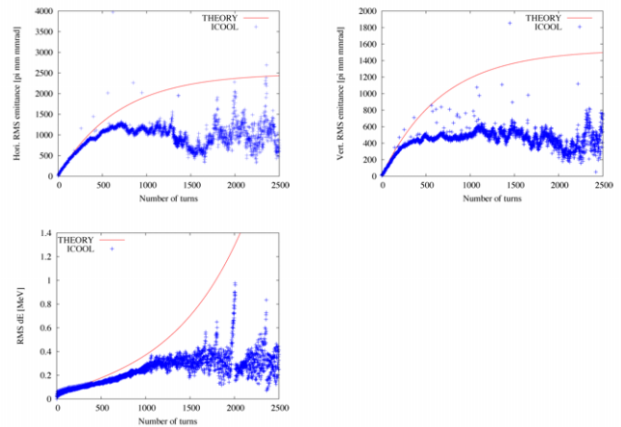 4000
3500
3000
2500
2000
1500
1000
500
0
Hori. RMS emittance [pi mm mmrad]
THEORY
ICOOL
0 500 1000 1500 2000 2500
Number of turns
2000
1800
1600
1400
1200
1000
800
600
400
200
0
Vert. RMS emittance [pi mm mmrad]
THEORY
ICOOL
0 500 1000 1500 2000 2500
Number of turns
1.4
1.2
1
0.8
0.6
0.4
0.2
0
RMS dE [MeV]
THEORY
ICOOL
0 500 1000 1500 2000 2500
Number of turns